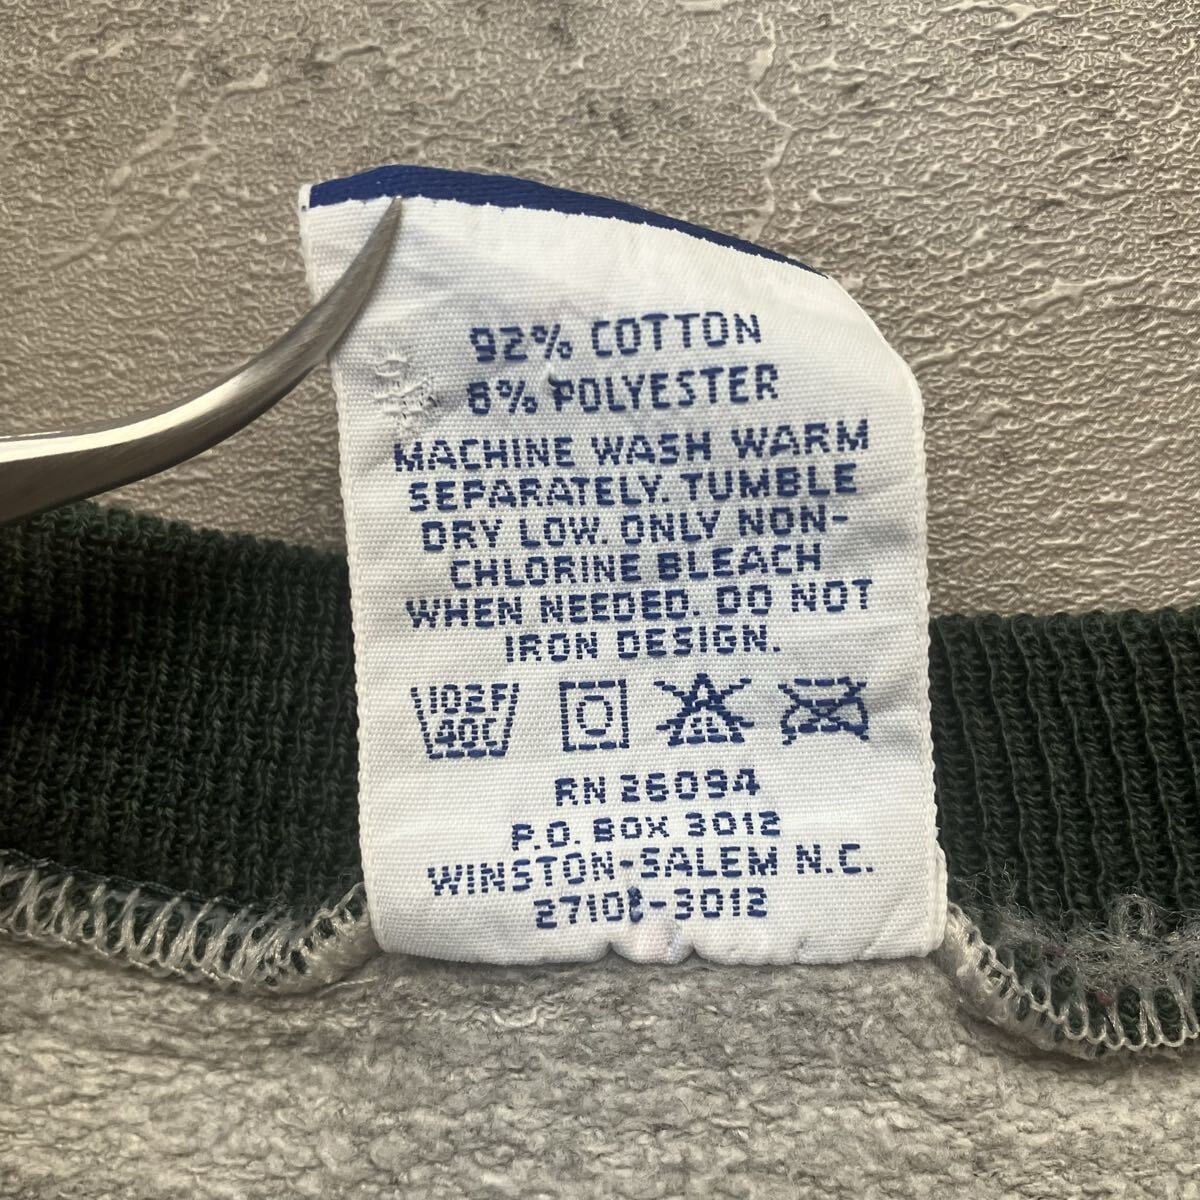 92% COTTON
8% POLYESTER
MACHINE WASH WARM
SEPARATELY. TUMBLE
DRY LOW. ONLY NON-
CHLORINE BLEACH
WHEN NEEDED. DO NOT
IRON DESIGN.
102F
40C
RN 26094
P.O. BOX 3012
WINSTON-SALEM N.C.
27102-3012